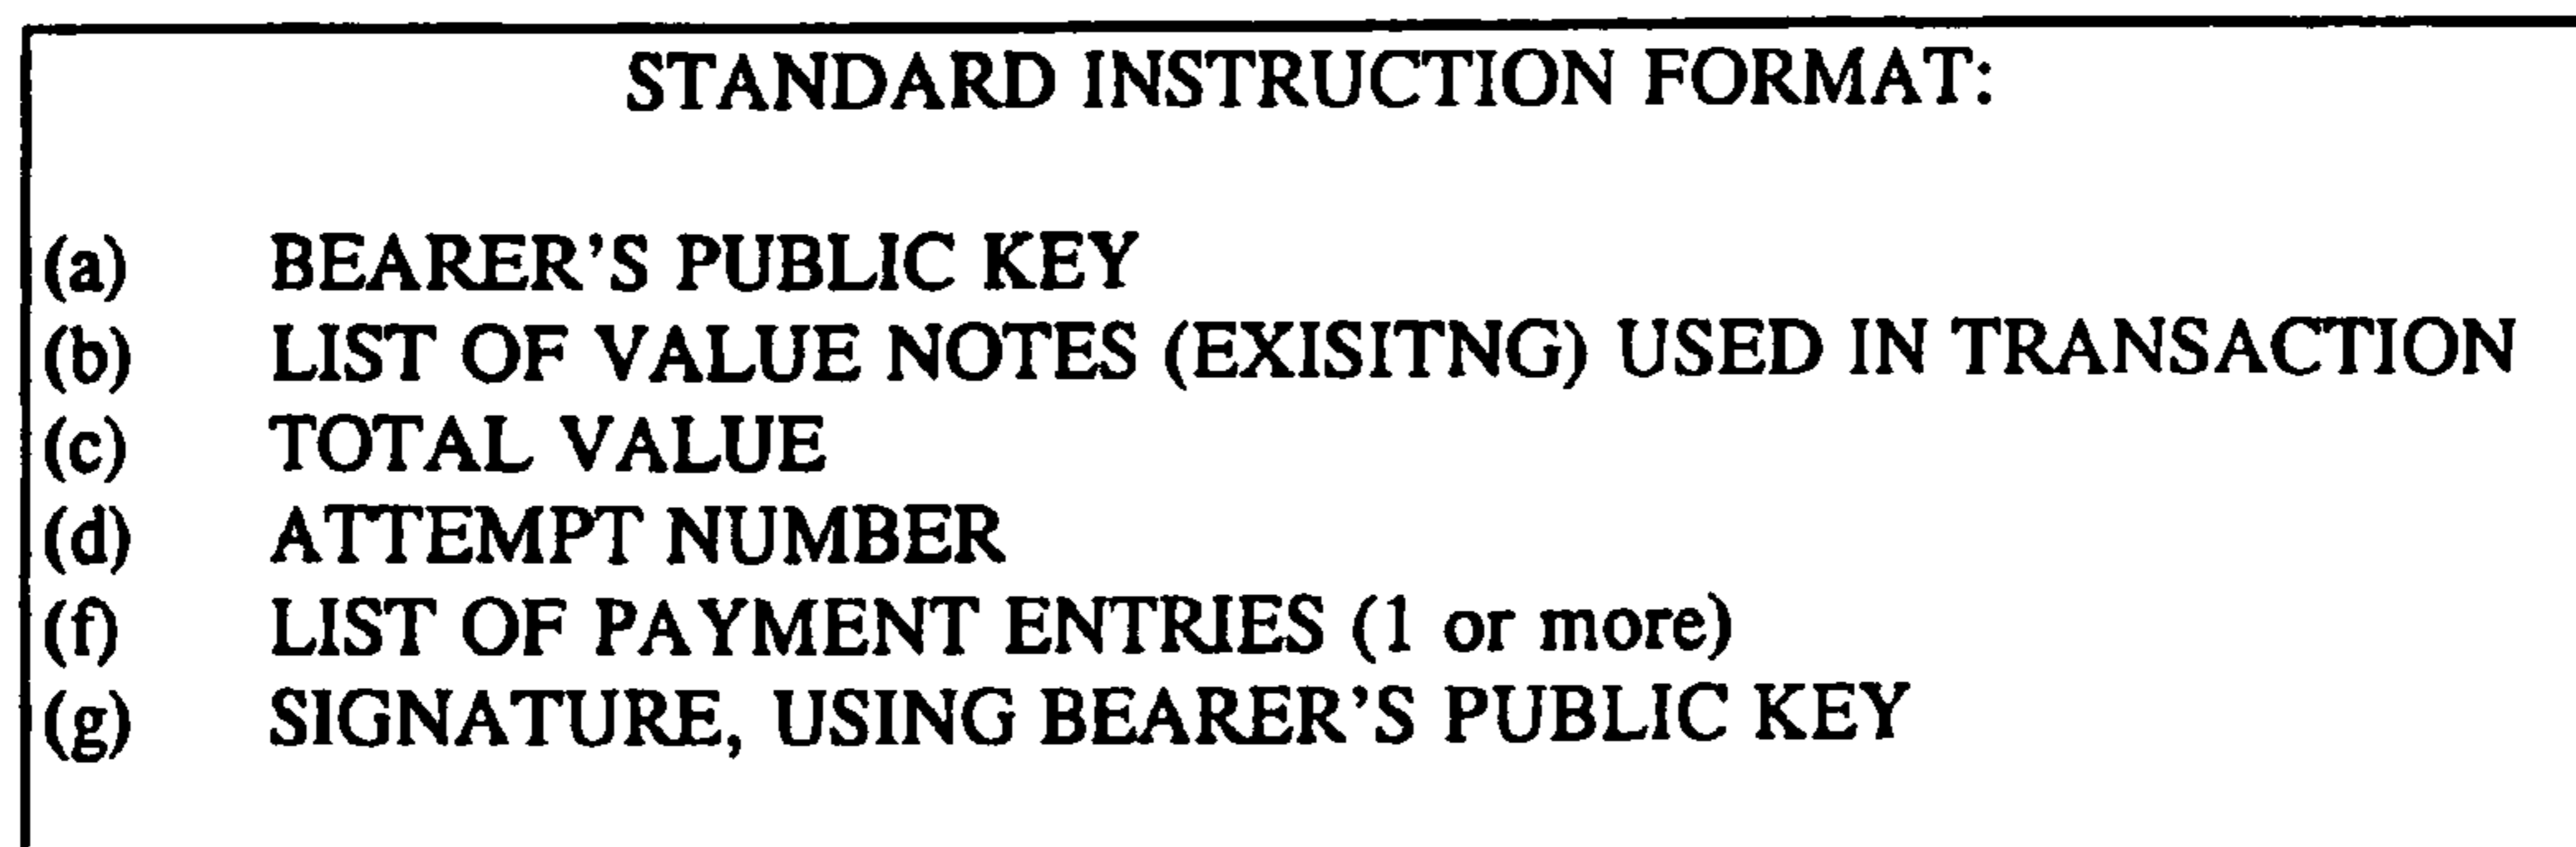 STANDARD INSTRUCTION FORMAT:
(a) BEARER'S PUBLIC KEY
(b) LIST OF VALUE NOTES (EXISITNG) USED IN TRANSACTION
(c) TOTAL VALUE
(d) ATTEMPT NUMBER
(f) LIST OF PAYMENT ENTRIES (1 or more)
(g) SIGNATURE, USING BEARER'S PUBLIC KEY